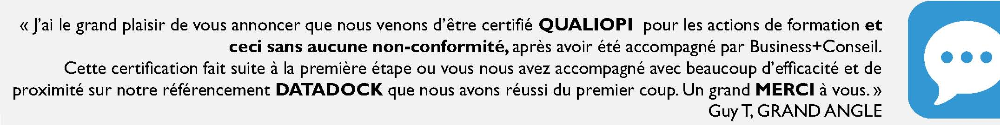 « J’ai le grand plaisir de vous annoncer que nous venons d’être certifié QUALIOPI pour les actions de formation et
ceci sans aucune non-conformité, après avoir été accompagné par Business+Conseil.
Cette certification fait suite à la première étape ou vous nous avez accompagné avec beaucoup d’efficacité et de
proximité sur notre référencement DATADOCK que nous avons réussi du premier coup. Un grand MERCI à vous. »
Guy T, GRAND ANGLE